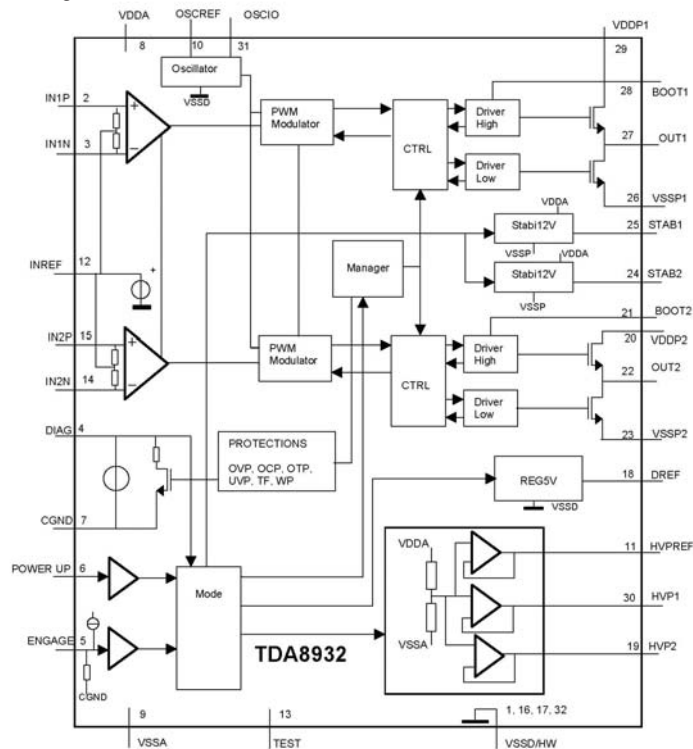 VDDA
OSCREF
OSCIO
VDDP1
8
10
31
29
Oscillator
VSSD
28
BOOT1
IN1P
2
+
PWM
Modulator
CTRL
Driver
High
27
OUT1
IN1N
3
−
Driver
Low
26
VSSP1
VDDA
Stabi12V
25
STAB1
VSSP
VDDA
INREF
12
+
Manager
Stabi12V
24
STAB2
VSSP
21
BOOT2
IN2P
15
+
PWM
Modulator
CTRL
Driver
High
20
VDDP2
22
OUT2
IN2N
14
−
Driver
Low
23
VSSP2
DIAG
4
PROTECTIONS
OVP, OCP, OTP,
UVP, TF, WP
REG5V
18
DREF
VSSD
CGND
7
POWER UP
6
Mode
VDDA
11
HVPREF
30
HVP1
ENGAGE
5
VSSA
19
HVP2
CGND
TDA8932
9
13
1, 16, 17, 32
VSSA
TEST
VSSD/HW